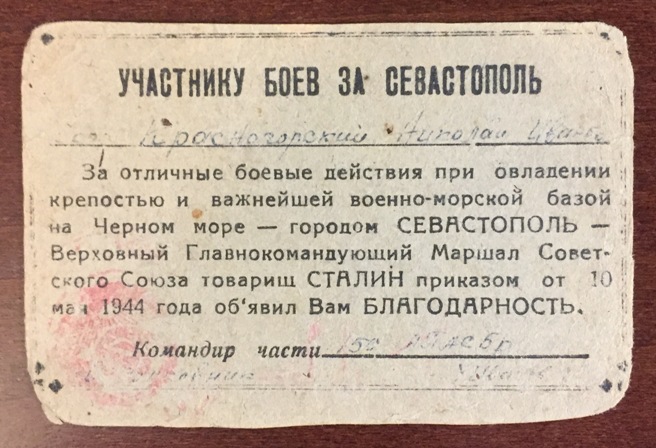 УЧАСТНИКУ БОЕВ ЗА СЕВАСТОПОЛЬ
Красногорский Николай
За отличные боевые действия при овладении
крепостью и важнейшей военно-морской базой
на Черном море — городом СЕВАСТОПОЛЬ —
Верховный Главнокомандующий Маршал Совет-
ского Союза товарищ СТАЛИН приказом от 10
мая 1944 года об'явил Вам БЛАГОДАРНОСТЬ.
Командир части